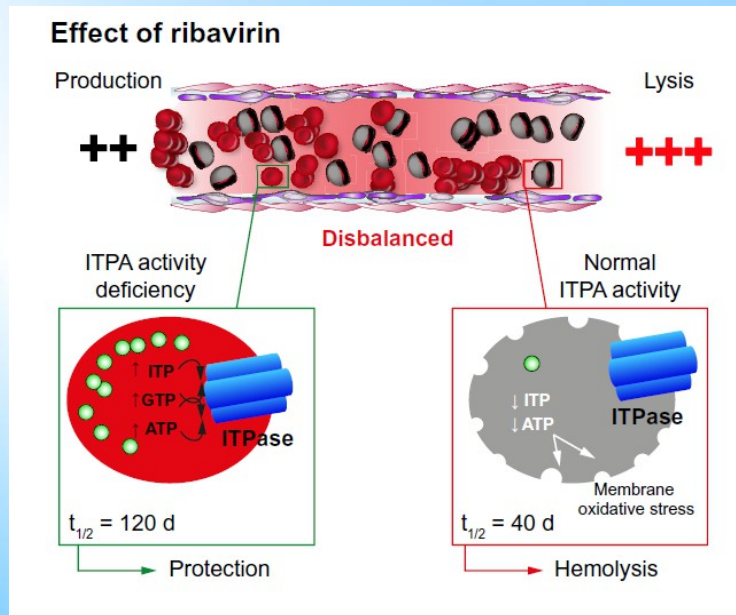 Effect of ribavirin
Production
Lysis
++
+++
Disbalanced
ITPA activity
deficiency
Normal
ITPA activity
↑ ITP
↑ GTP
↑ ATP
ITPase
t1/2 = 120 d
Protection
↓ ITP
↓ ATP
ITPase
Membrane
oxidative stress
t1/2 = 40 d
Hemolysis